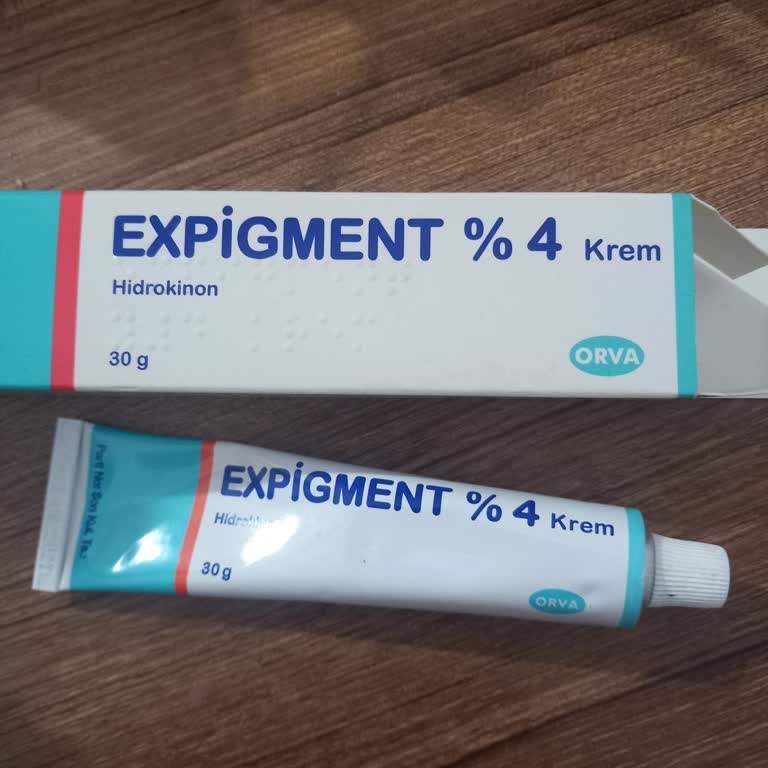 EXPİGMENT % 4 Krem
Hidrokinon
30 g
ORVA
EXPİGMENT % 4 Krem
30 g
ORVA